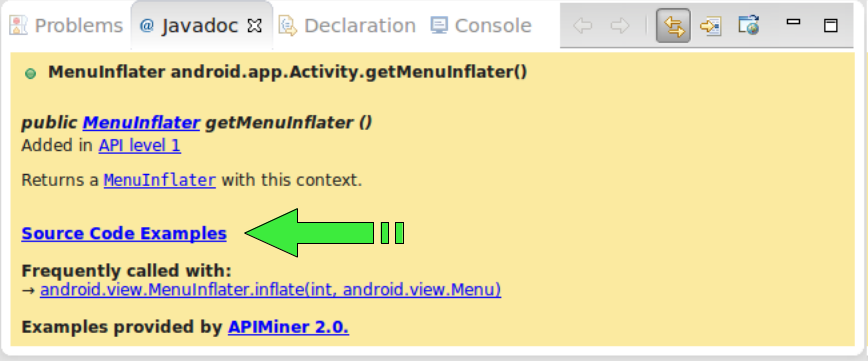 Problems @ Javadoc Declaration Console
MenuInflater android.app.Activity.getMenuInflater()
public MenuInflater getMenuInflater ()
Added in API level 1
Returns a MenuInflater with this context.
Source Code Examples
Frequently called with:
→ android.view.MenuInflater.inflate(int, android.view.Menu)
Examples provided by APIMiner 2.0.